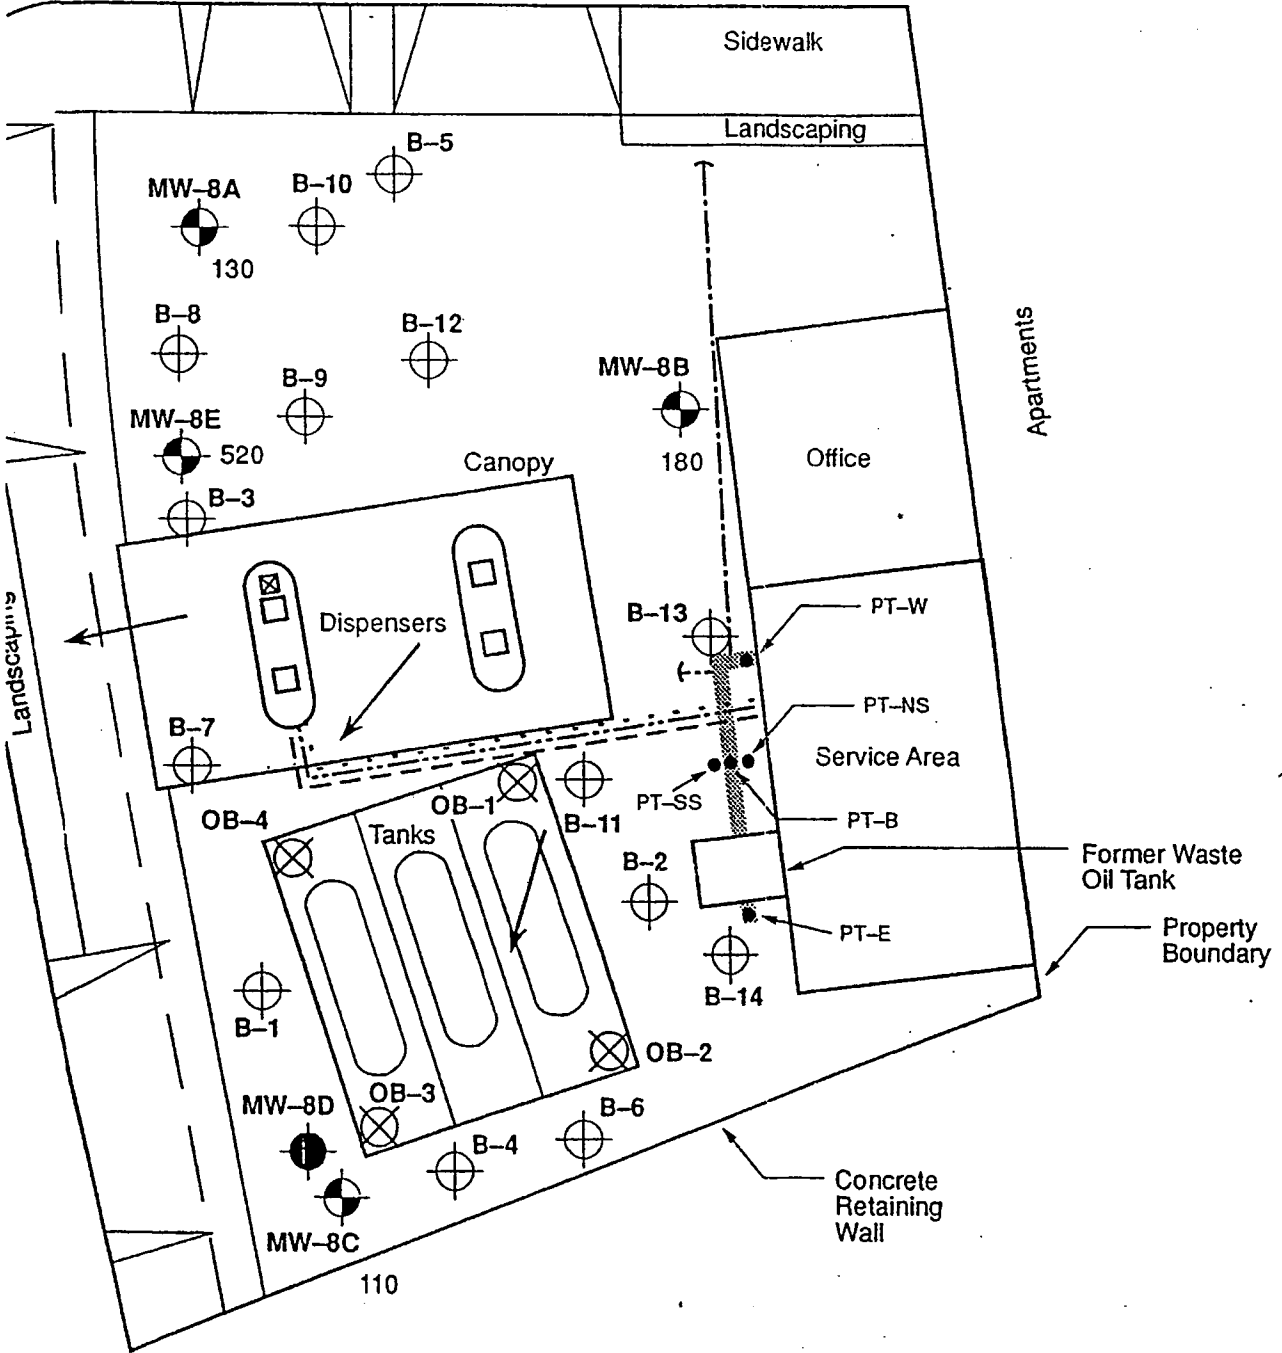 Sidewalk
Landscaping
B–5
MW–8A
B–10
130
B–8
B–12
Apartments
MW–8B
B–9
MW–8E
520
180
Office
Canopy
B–3
Landscaping
PT–W
B–13
Dispensers
PT–NS
B–7
Service Area
PT–SS
OB–1
OB–4
B–11
PT–B
Tanks
B–2
Former Waste
Oil Tank
Property
Boundary
PT–E
B–14
B–1
OB–2
OB–3
MW–8D
B–6
B–4
Concrete
Retaining
Wall
MW–8C
110